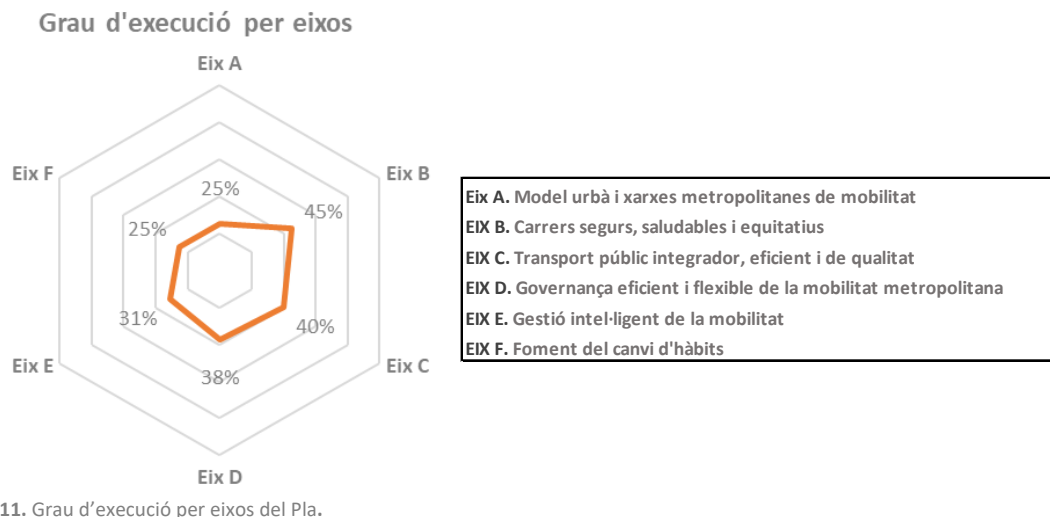 Grau d'execució per eixos
Eix A
Eix F
Eix B
25%
45%
25%
31%
40%
38%
Eix E
Eix C
Eix D
Eix A. Model urbà i xarxes metropolitanes de mobilitat
EIX B. Carrers segurs, saludables i equitatius
EIX C. Transport públic integrador, eficient i de qualitat
EIX D. Governança eficient i flexible de la mobilitat metropolitana
EIX E. Gestió intel·ligent de la mobilitat
EIX F. Foment del canvi d'hàbits
11. Grau d’execució per eixos del Pla.